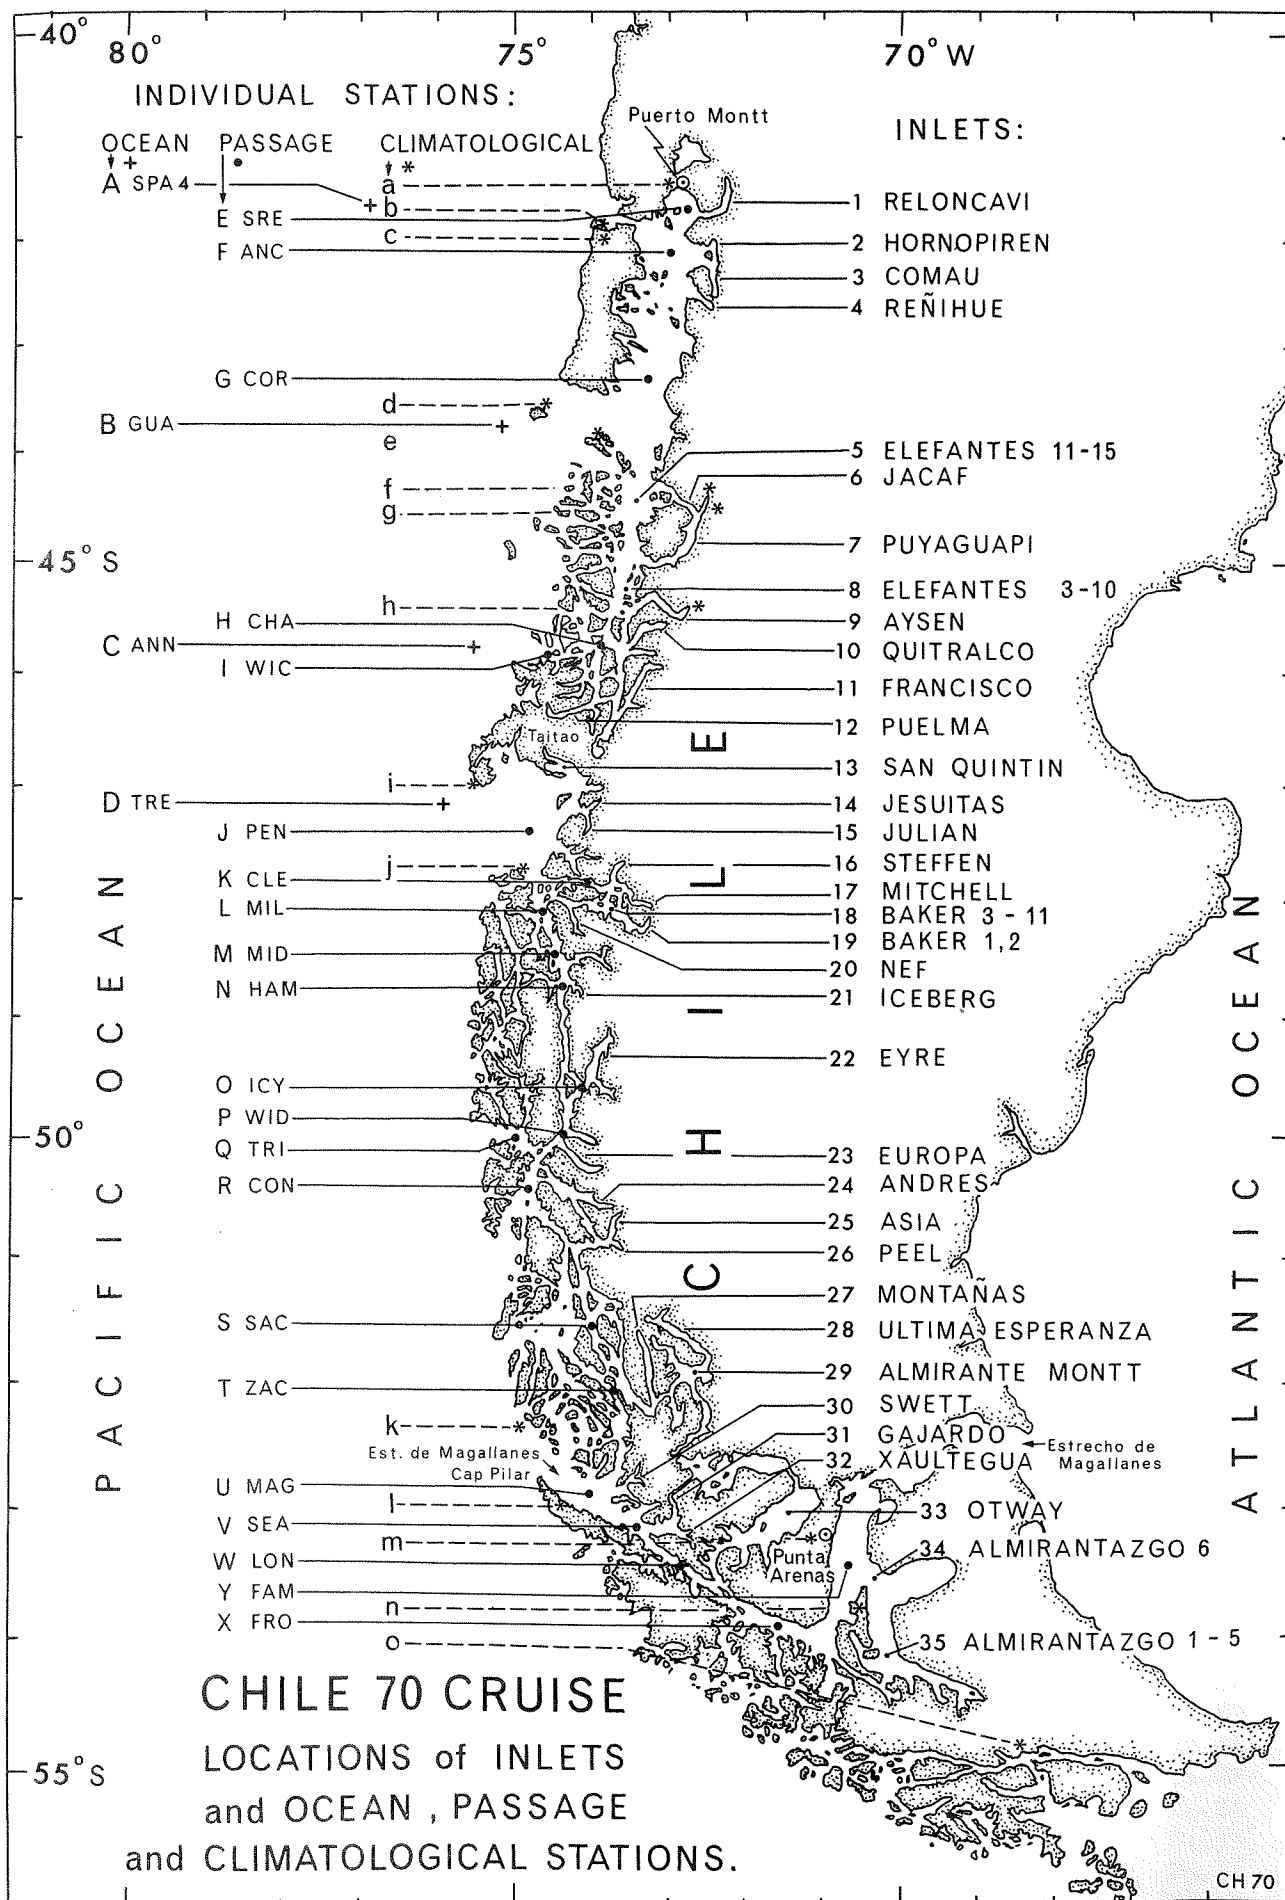 40°
80°
75°
70° W
INDIVIDUAL STATIONS:
OCEAN PASSAGE CLIMATOLOGICAL
Puerto Montt
INLETS:
A SPA 4
a
b
E SRE
c
F ANC
1 RELONCAVI
2 HORNOPIREN
3 COMAU
4 REÑIHUE
G COR
d
B GUA
e
f
g
5 ELEFANTES 11-15
6 JACAF
7 PUYAGUAPI
45° S
h
H CHA
C ANN
I WIC
8 ELEFANTES 3-10
9 AYSEN
10 QUITRALCO
11 FRANCISCO
12 PUELMA
Taitao
13 SAN QUINTIN
i
D TRE
14 JESUITAS
J PEN
15 JULIAN
j
16 STEFFEN
K CLE
17 MITCHELL
L MIL
18 BAKER 3 - 11
19 BAKER 1,2
M MID
20 NEF
N HAM
21 ICEBERG
22 EYRE
O ICY
P WID
Q TRI
50°
23 EUROPA
R CON
24 ANDRES
25 ASIA
26 PEEL
27 MONTAÑAS
S SAC
28 ULTIMA ESPERANZA
29 ALMIRANTE MONTT
T ZAC
30 SWETT
k
31 GAJARDO
Est. de Magallanes
Cap Pilar
32 XAULTEGUA
Estrecho de
Magallanes
U MAG
l
33 OTWAY
V SEA
m
34 ALMIRANTAZGO 6
W LON
Punta
Arenas
Y FAM
n
X FRO
o
35 ALMIRANTAZGO 1 - 5
CHILE
PACIFIC OCEAN
ATLANTIC OCEAN
CHILE 70 CRUISE
LOCATIONS of INLETS
and OCEAN , PASSAGE
and CLIMATOLOGICAL STATIONS.
55° S
CH 70